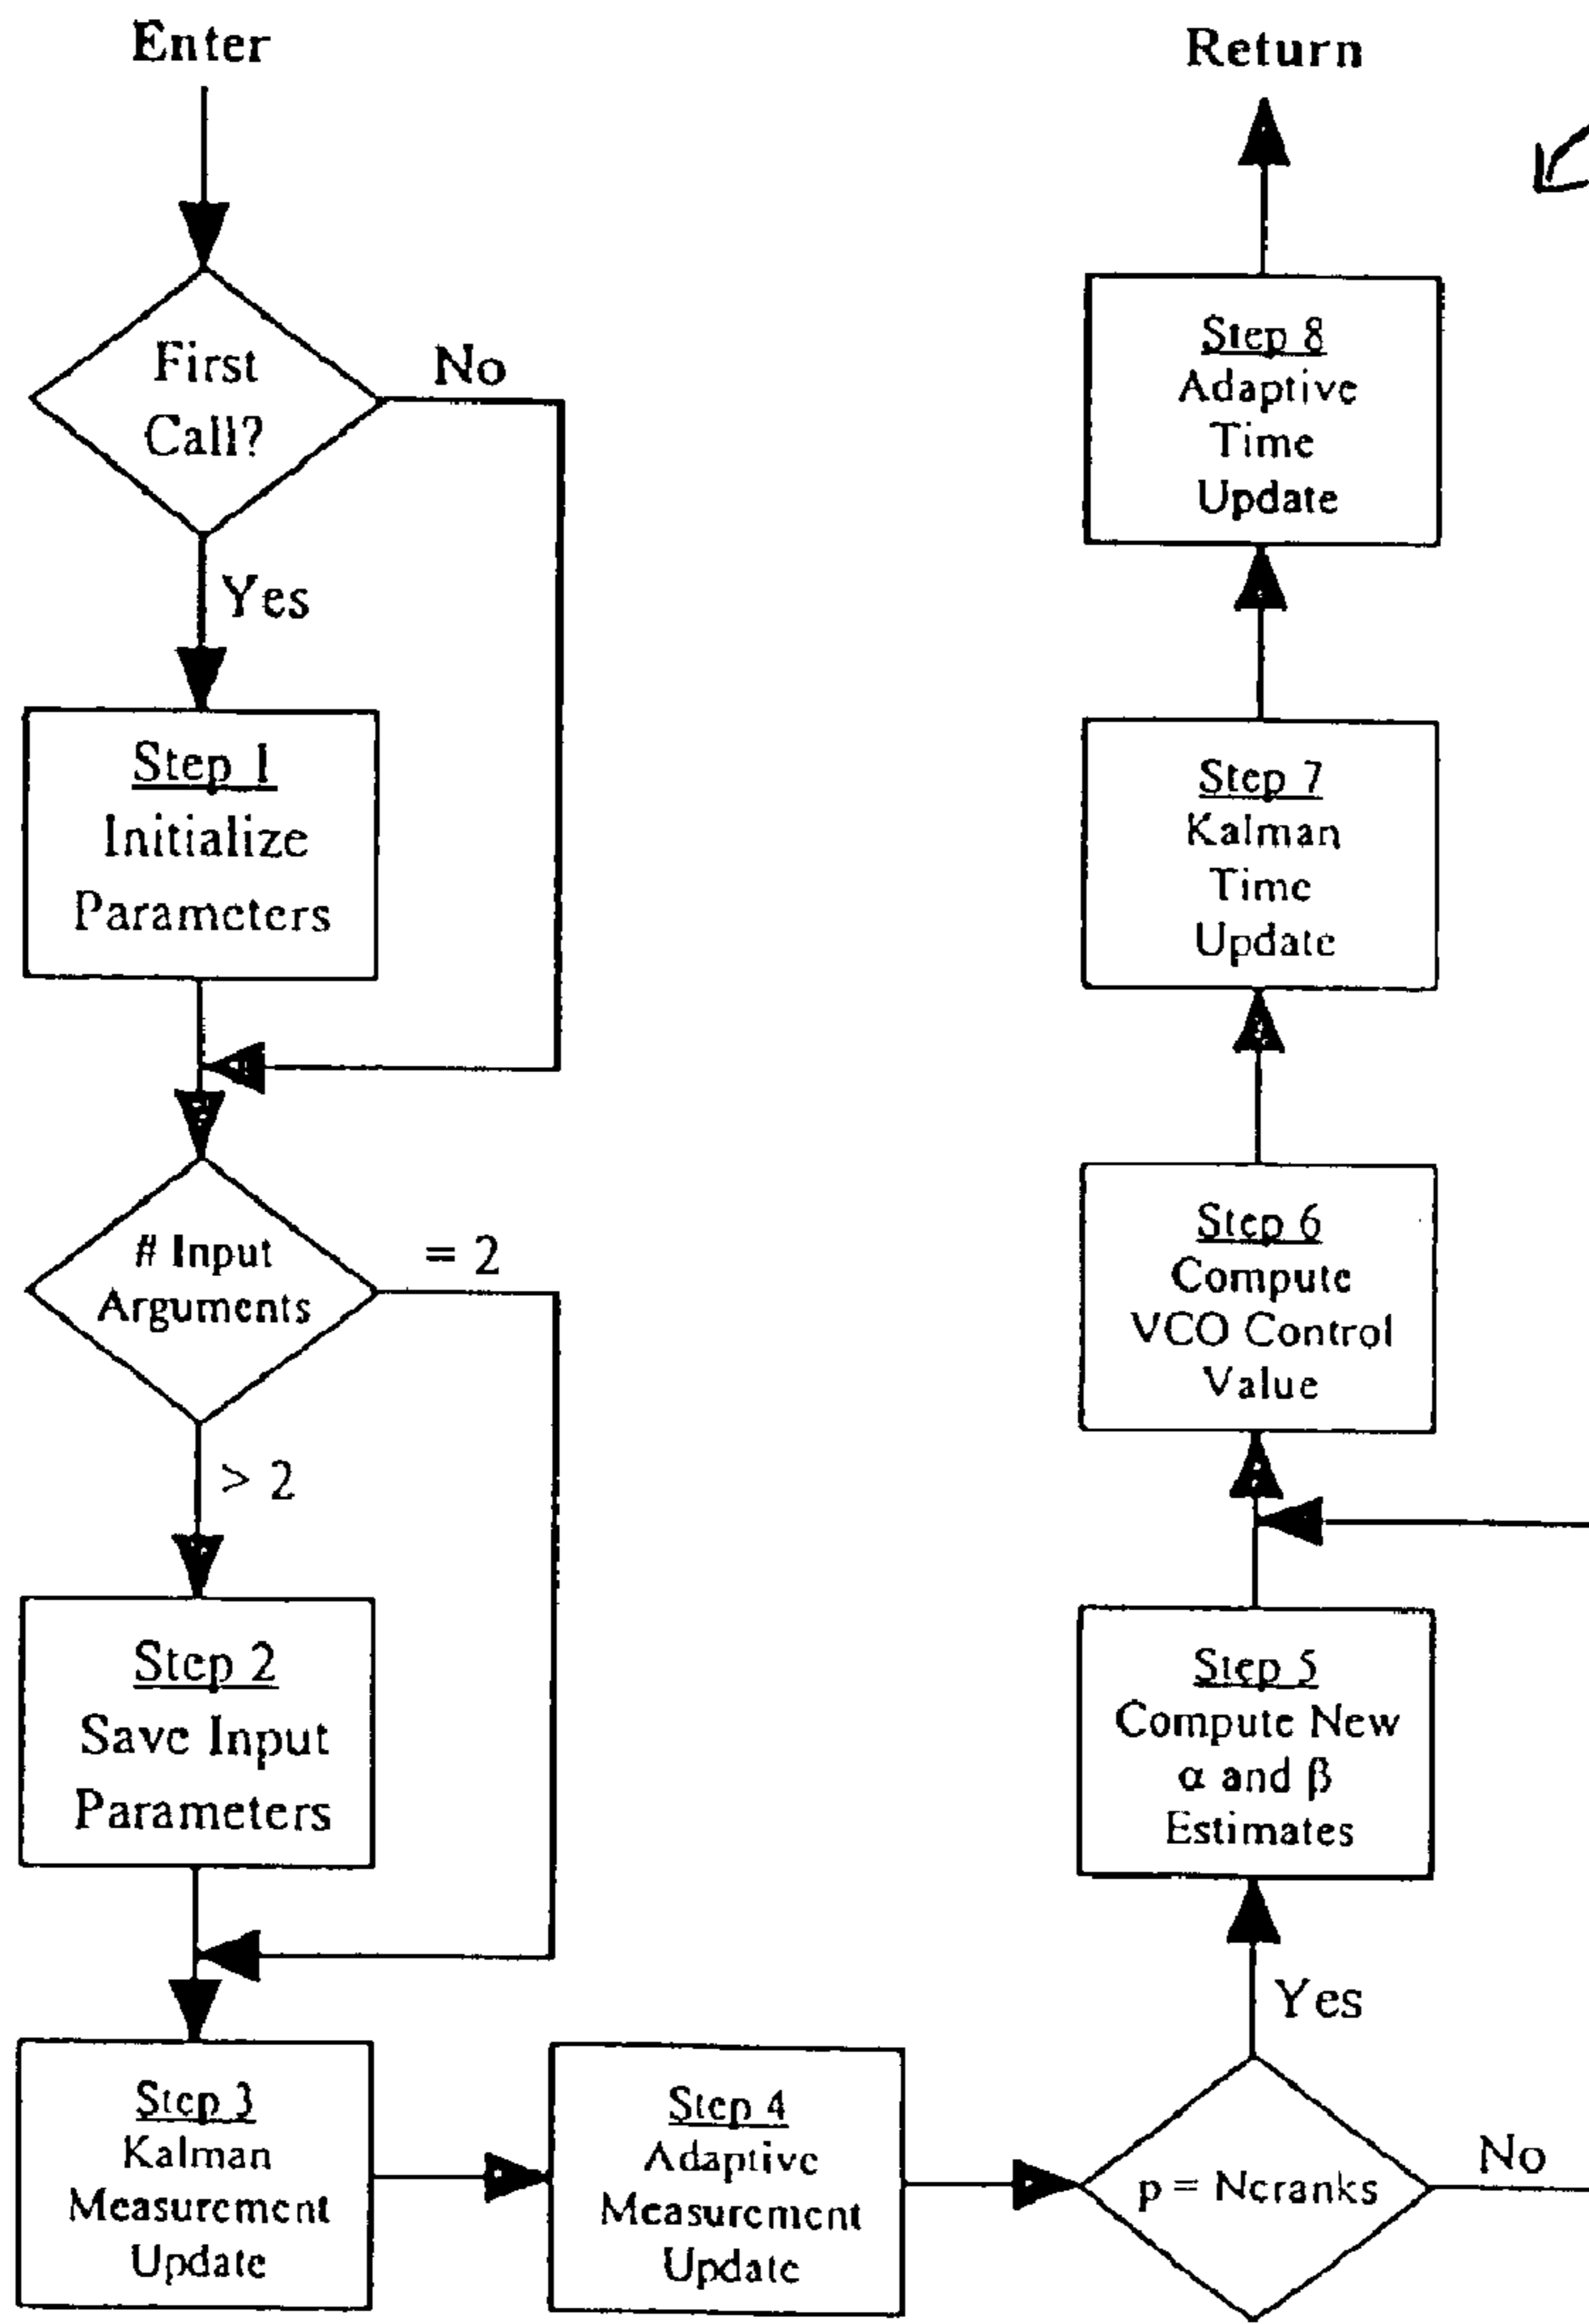 Enter
First
Call?
No
Yes
Step 1
Initialize
Parameters
# Input
Arguments
= 2
> 2
Step 2
Save Input
Parameters
Step 3
Kalman
Measurement
Update
Step 4
Adaptive
Measurement
Update
p = Ncranks
No
Yes
Step 5
Compute New
α and β
Estimates
Step 6
Compute
VCO Control
Value
Step 7
Kalman
Time
Update
Step 8
Adaptive
Time
Update
Return